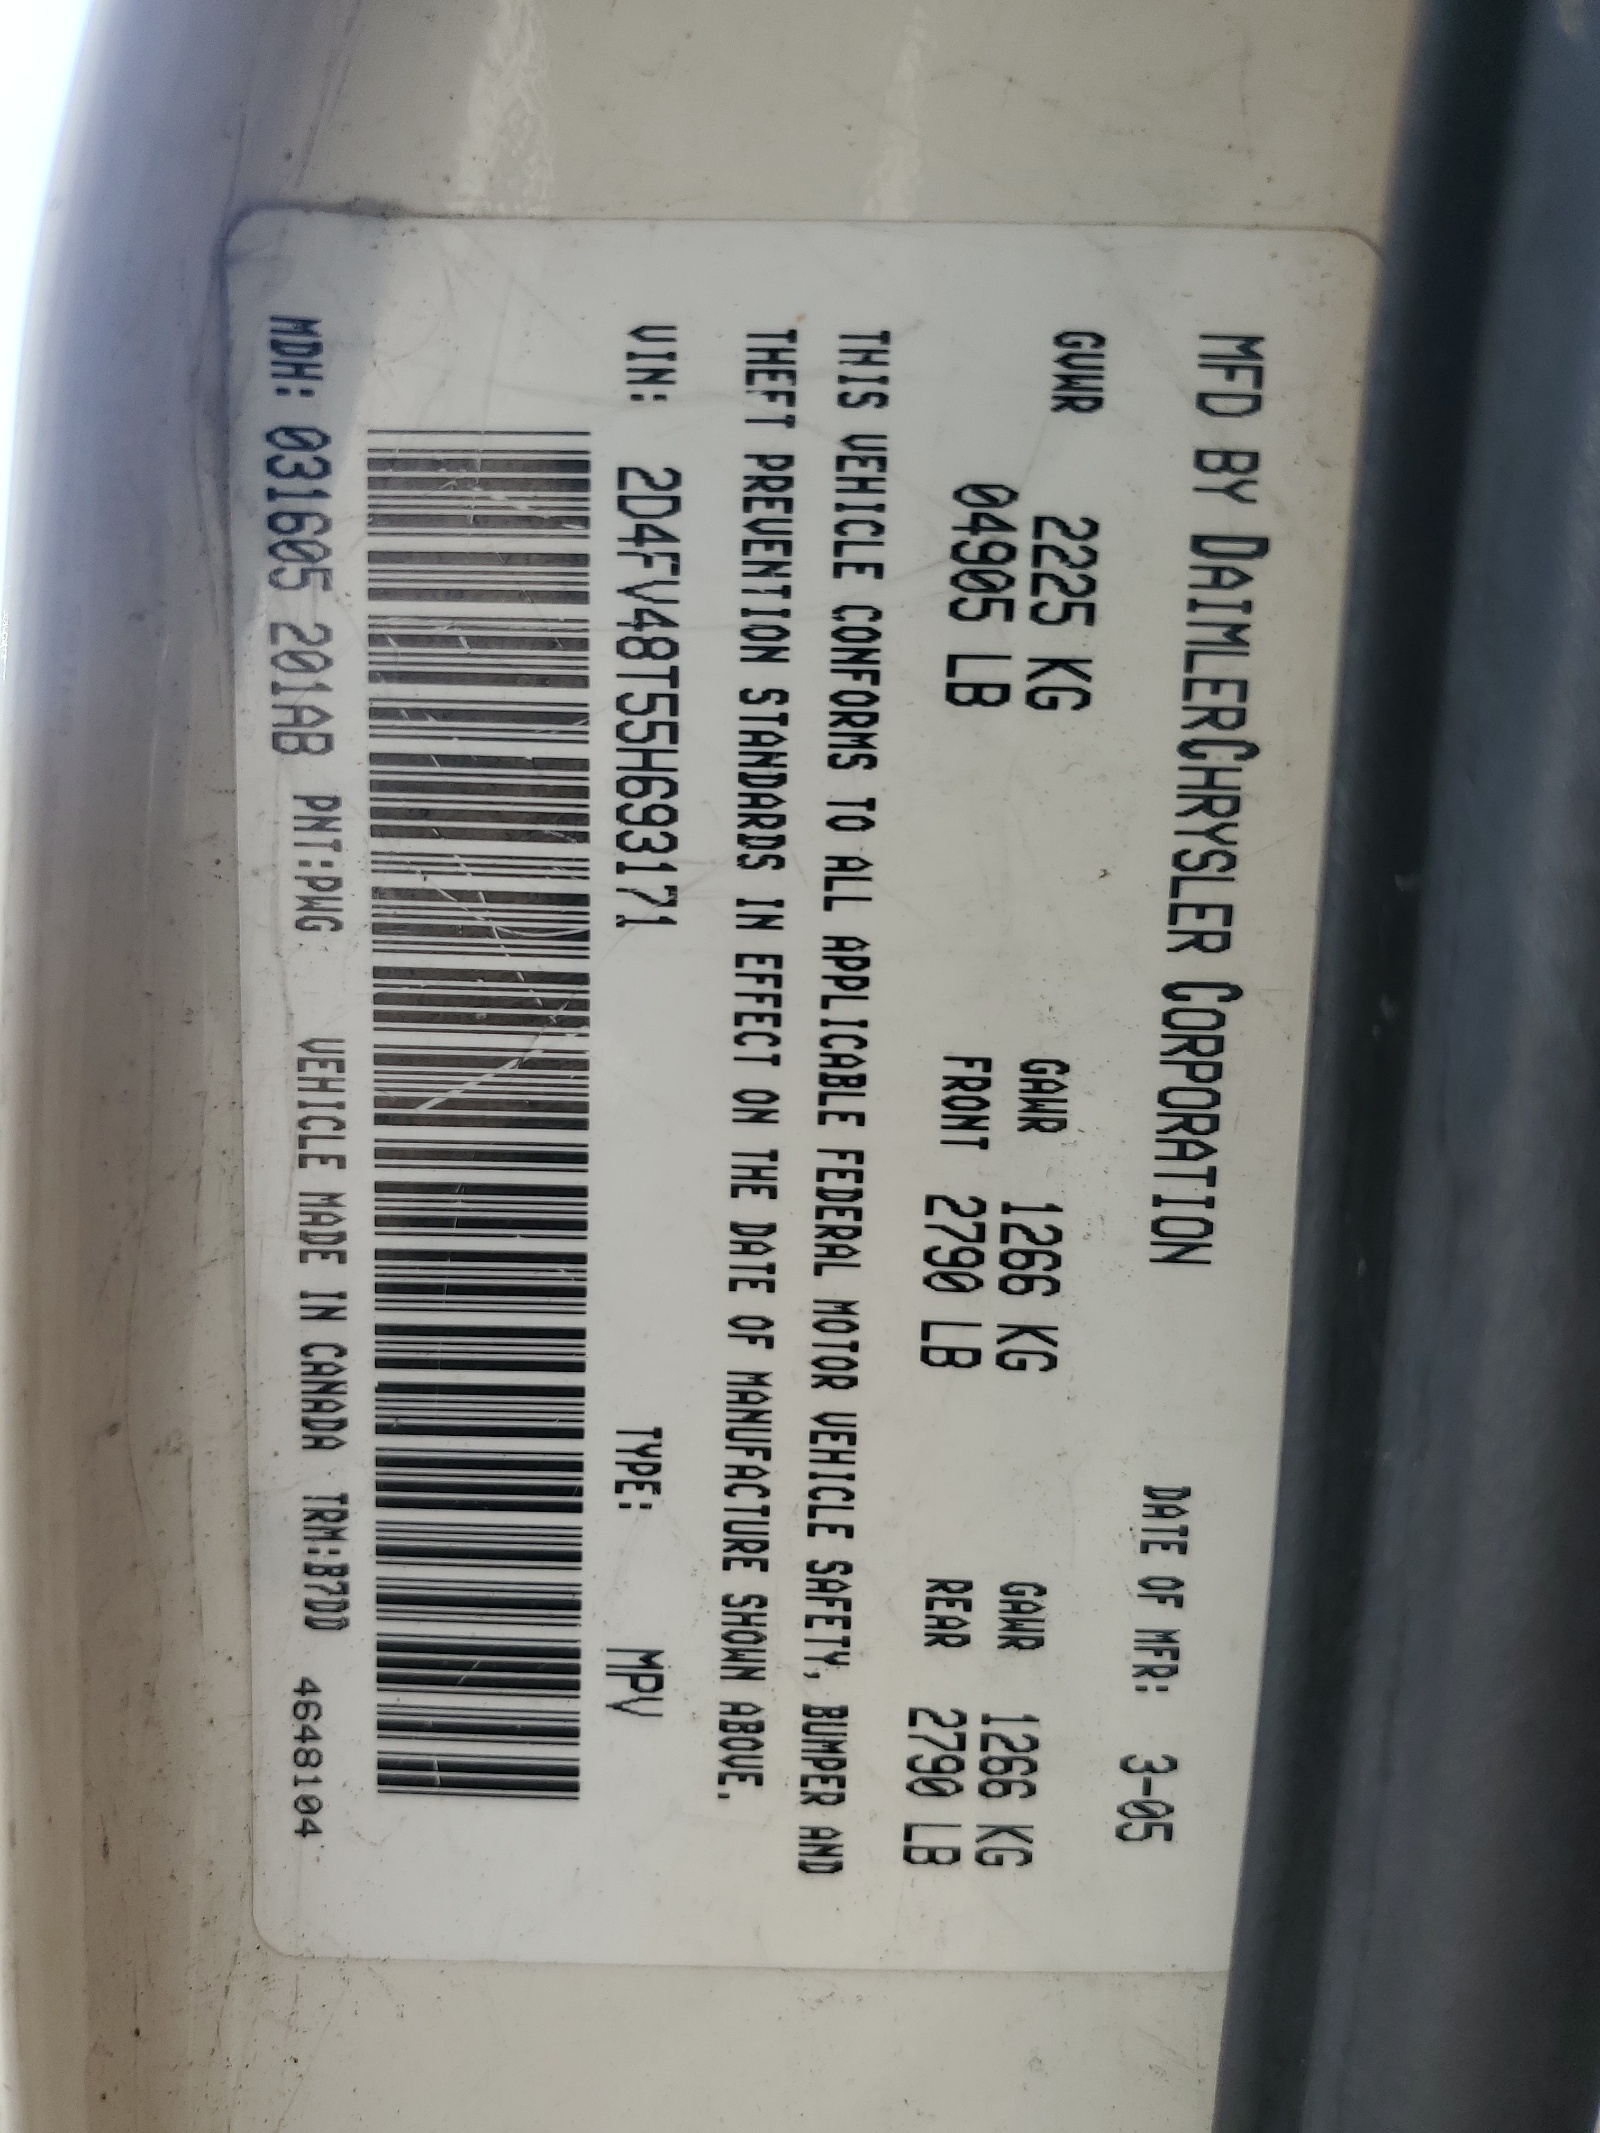 MFD BY DAIMLERCHRYSLER CORPORATION DATE OF MFR: 3-05
GVWR 2225 KG GAWR 1266 KG GAWR 1266 KG
04905 LB FRONT 2790 LB REAR 2790 LB
THIS VEHICLE CONFORMS TO ALL APPLICABLE FEDERAL MOTOR VEHICLE SAFETY, BUMPER AND
THEFT PREVENTION STANDARDS IN EFFECT ON THE DATE OF MANUFACTURE SHOWN ABOVE.
VIN: 2D4FV48T55H693171 TYPE: MPV
MDH: 031605 201AB PNT:PWG VEHICLE MADE IN CANADA TRM:B7DD 4648104